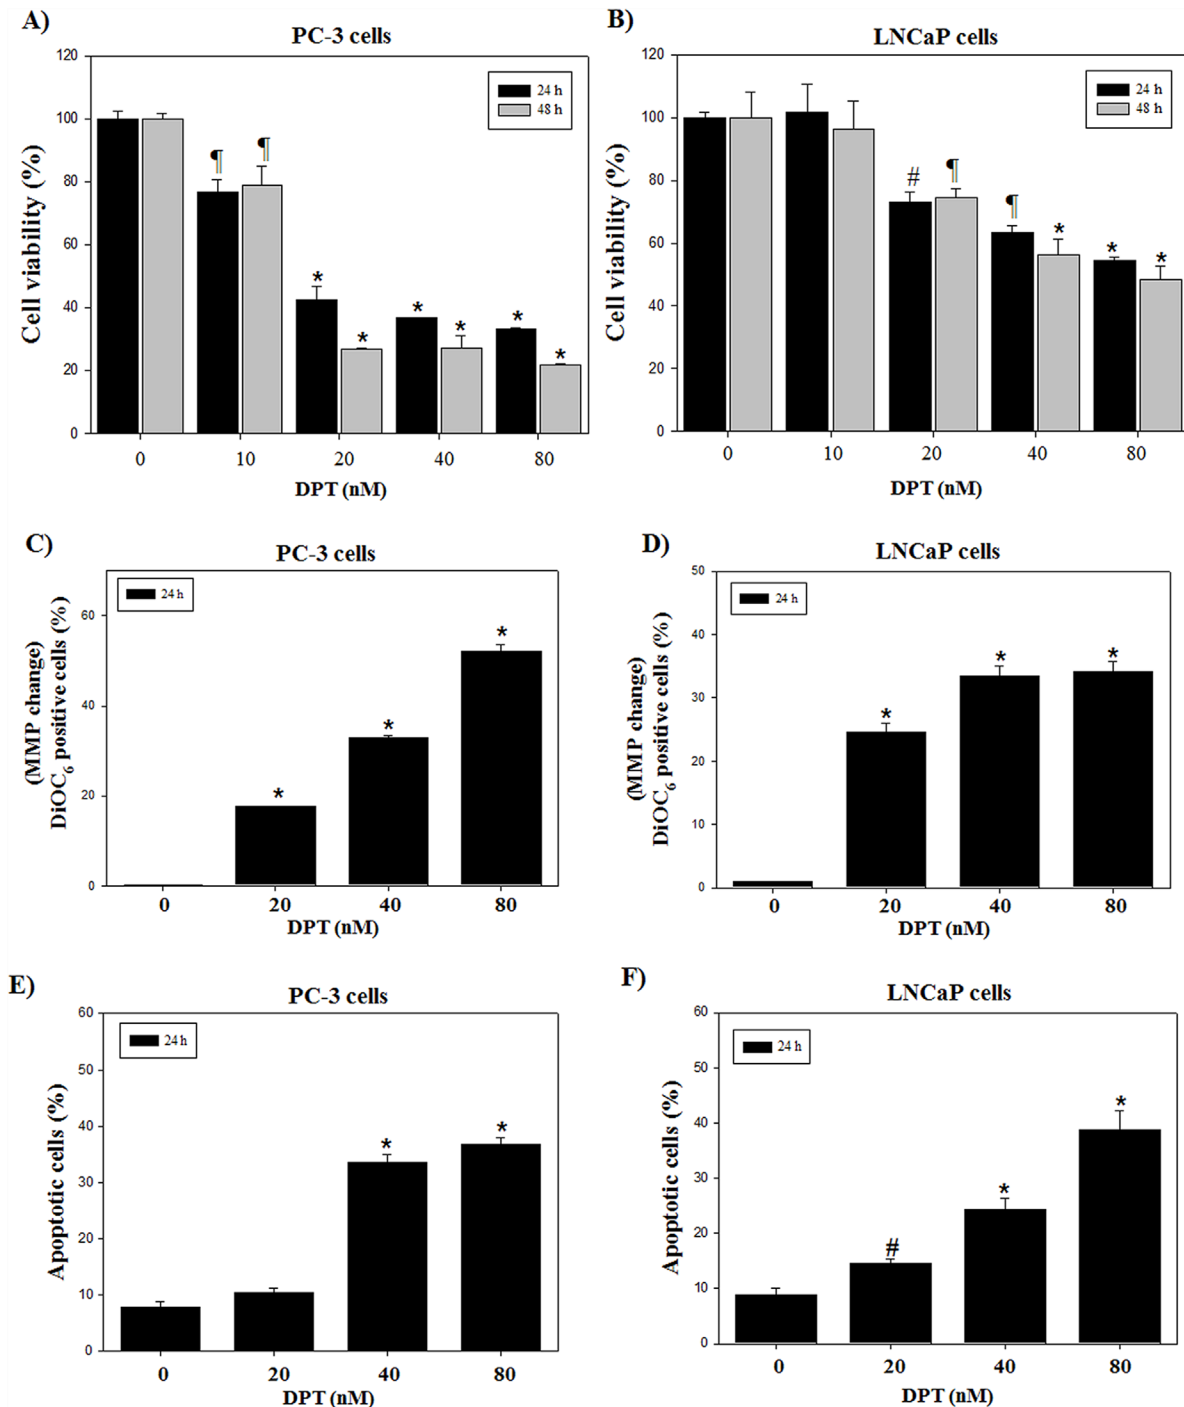 A)
PC-3 cells
120
100
80
60
40
20
0
Cell viability (%)
24 h
48 h
¶ ¶
* * * * * *
0 10 20 40 80
DPT (nM)
B)
LNCaP cells
120
100
80
60
40
20
0
Cell viability (%)
24 h
48 h
# ¶ ¶ * * *
0 10 20 40 80
DPT (nM)
C)
PC-3 cells
60
40
20
0
(MMP change)
DiOC6 positive cells (%)
24 h
* * *
0 20 40 80
DPT (nM)
D)
LNCaP cells
50
40
30
20
10
0
(MMP change)
DiOC6 positive cells (%)
24 h
* * *
0 20 40 80
DPT (nM)
E)
PC-3 cells
60
50
40
30
20
10
0
Apoptotic cells (%)
24 h
* *
0 20 40 80
DPT (nM)
F)
LNCaP cells
60
50
40
30
20
10
0
Apoptotic cells (%)
24 h
# * *
0 20 40 80
DPT (nM)